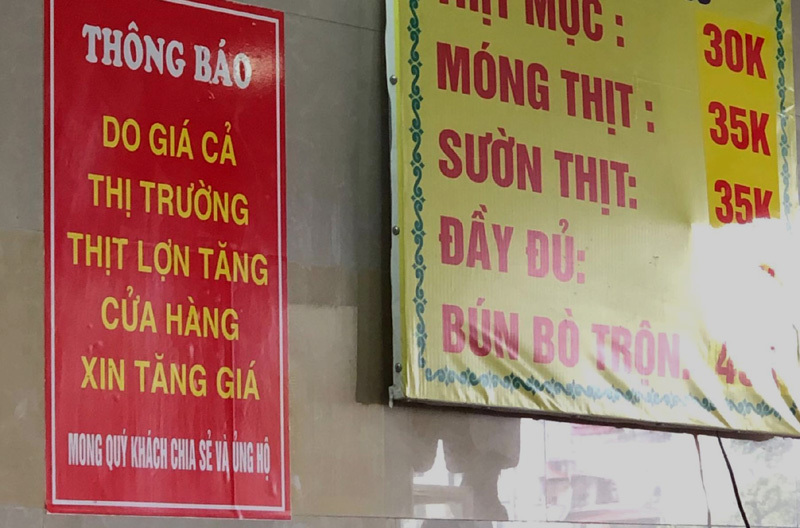 THÔNG BÁO
DO GIÁ CẢ
THỊ TRƯỜNG
THỊT LỢN TĂNG
CỬA HÀNG
XIN TĂNG GIÁ
MONG QUÝ KHÁCH CHIA SẺ VÀ ỦNG HỘ
THỊT MỌC : 30K
MÓNG THỊT : 35K
SƯỜN THỊT: 35K
ĐẦY ĐỦ:
BÚN BÒ TRỘN.